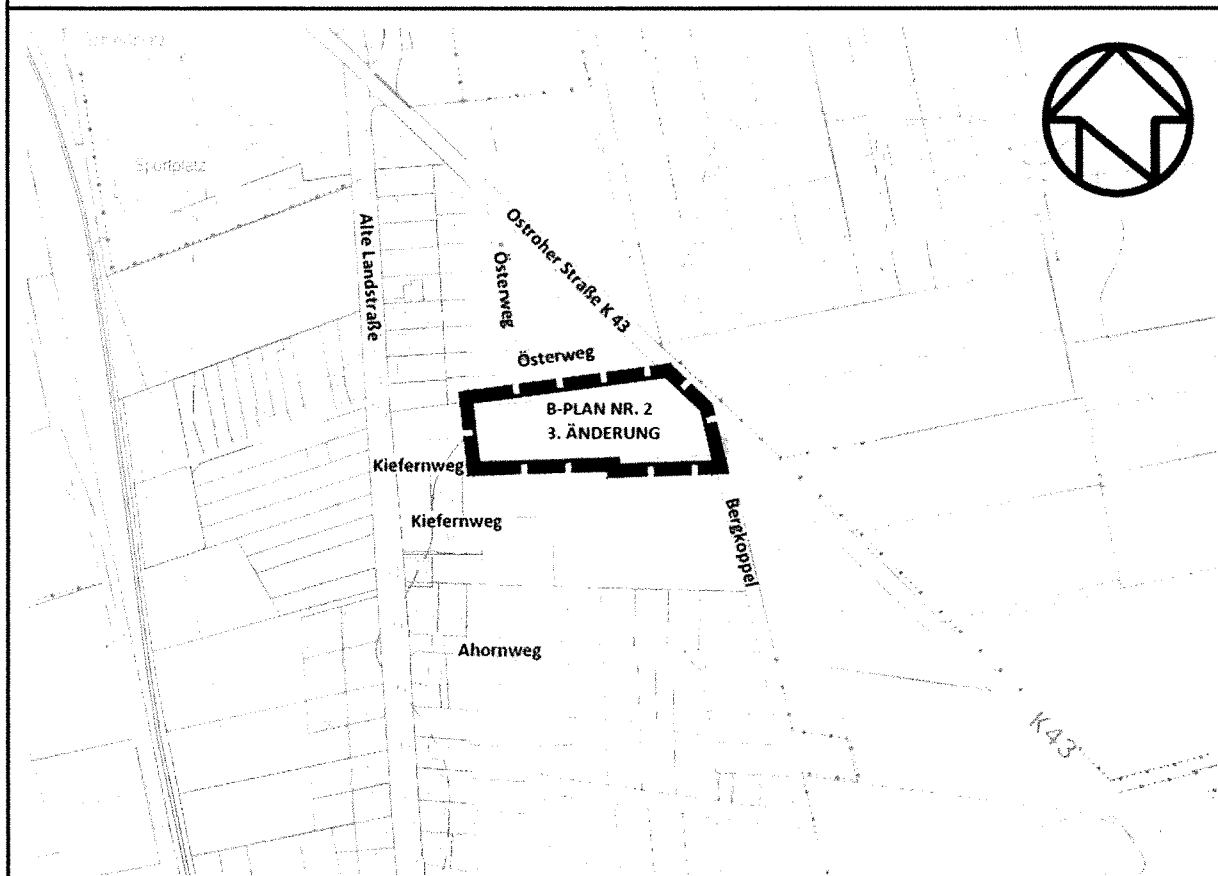 Sportplatz
Alte Landstraße
Österweg
Ostroher Straße K 43
Österweg
B-PLAN NR. 2
3. ÄNDERUNG
Kiefernweg
Kiefernweg
Bergkoppel
Ahornweg
K43
N